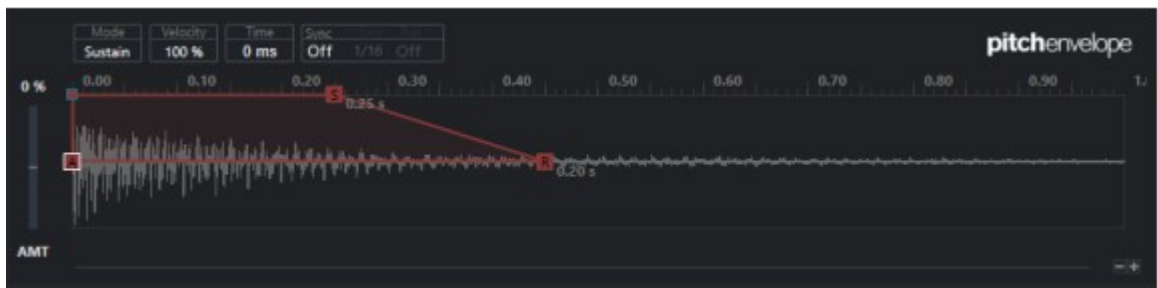 Mode Velocity Time Sync
Sustain 100 % 0 ms Off 1/16 Off
pitchenvelope
0 % 0.00 0.10 0.20 0.30 0.40 0.50 0.60 0.70 0.80 0.90 1.
S 0.25 s
A R 0.20 s
AMT
- +